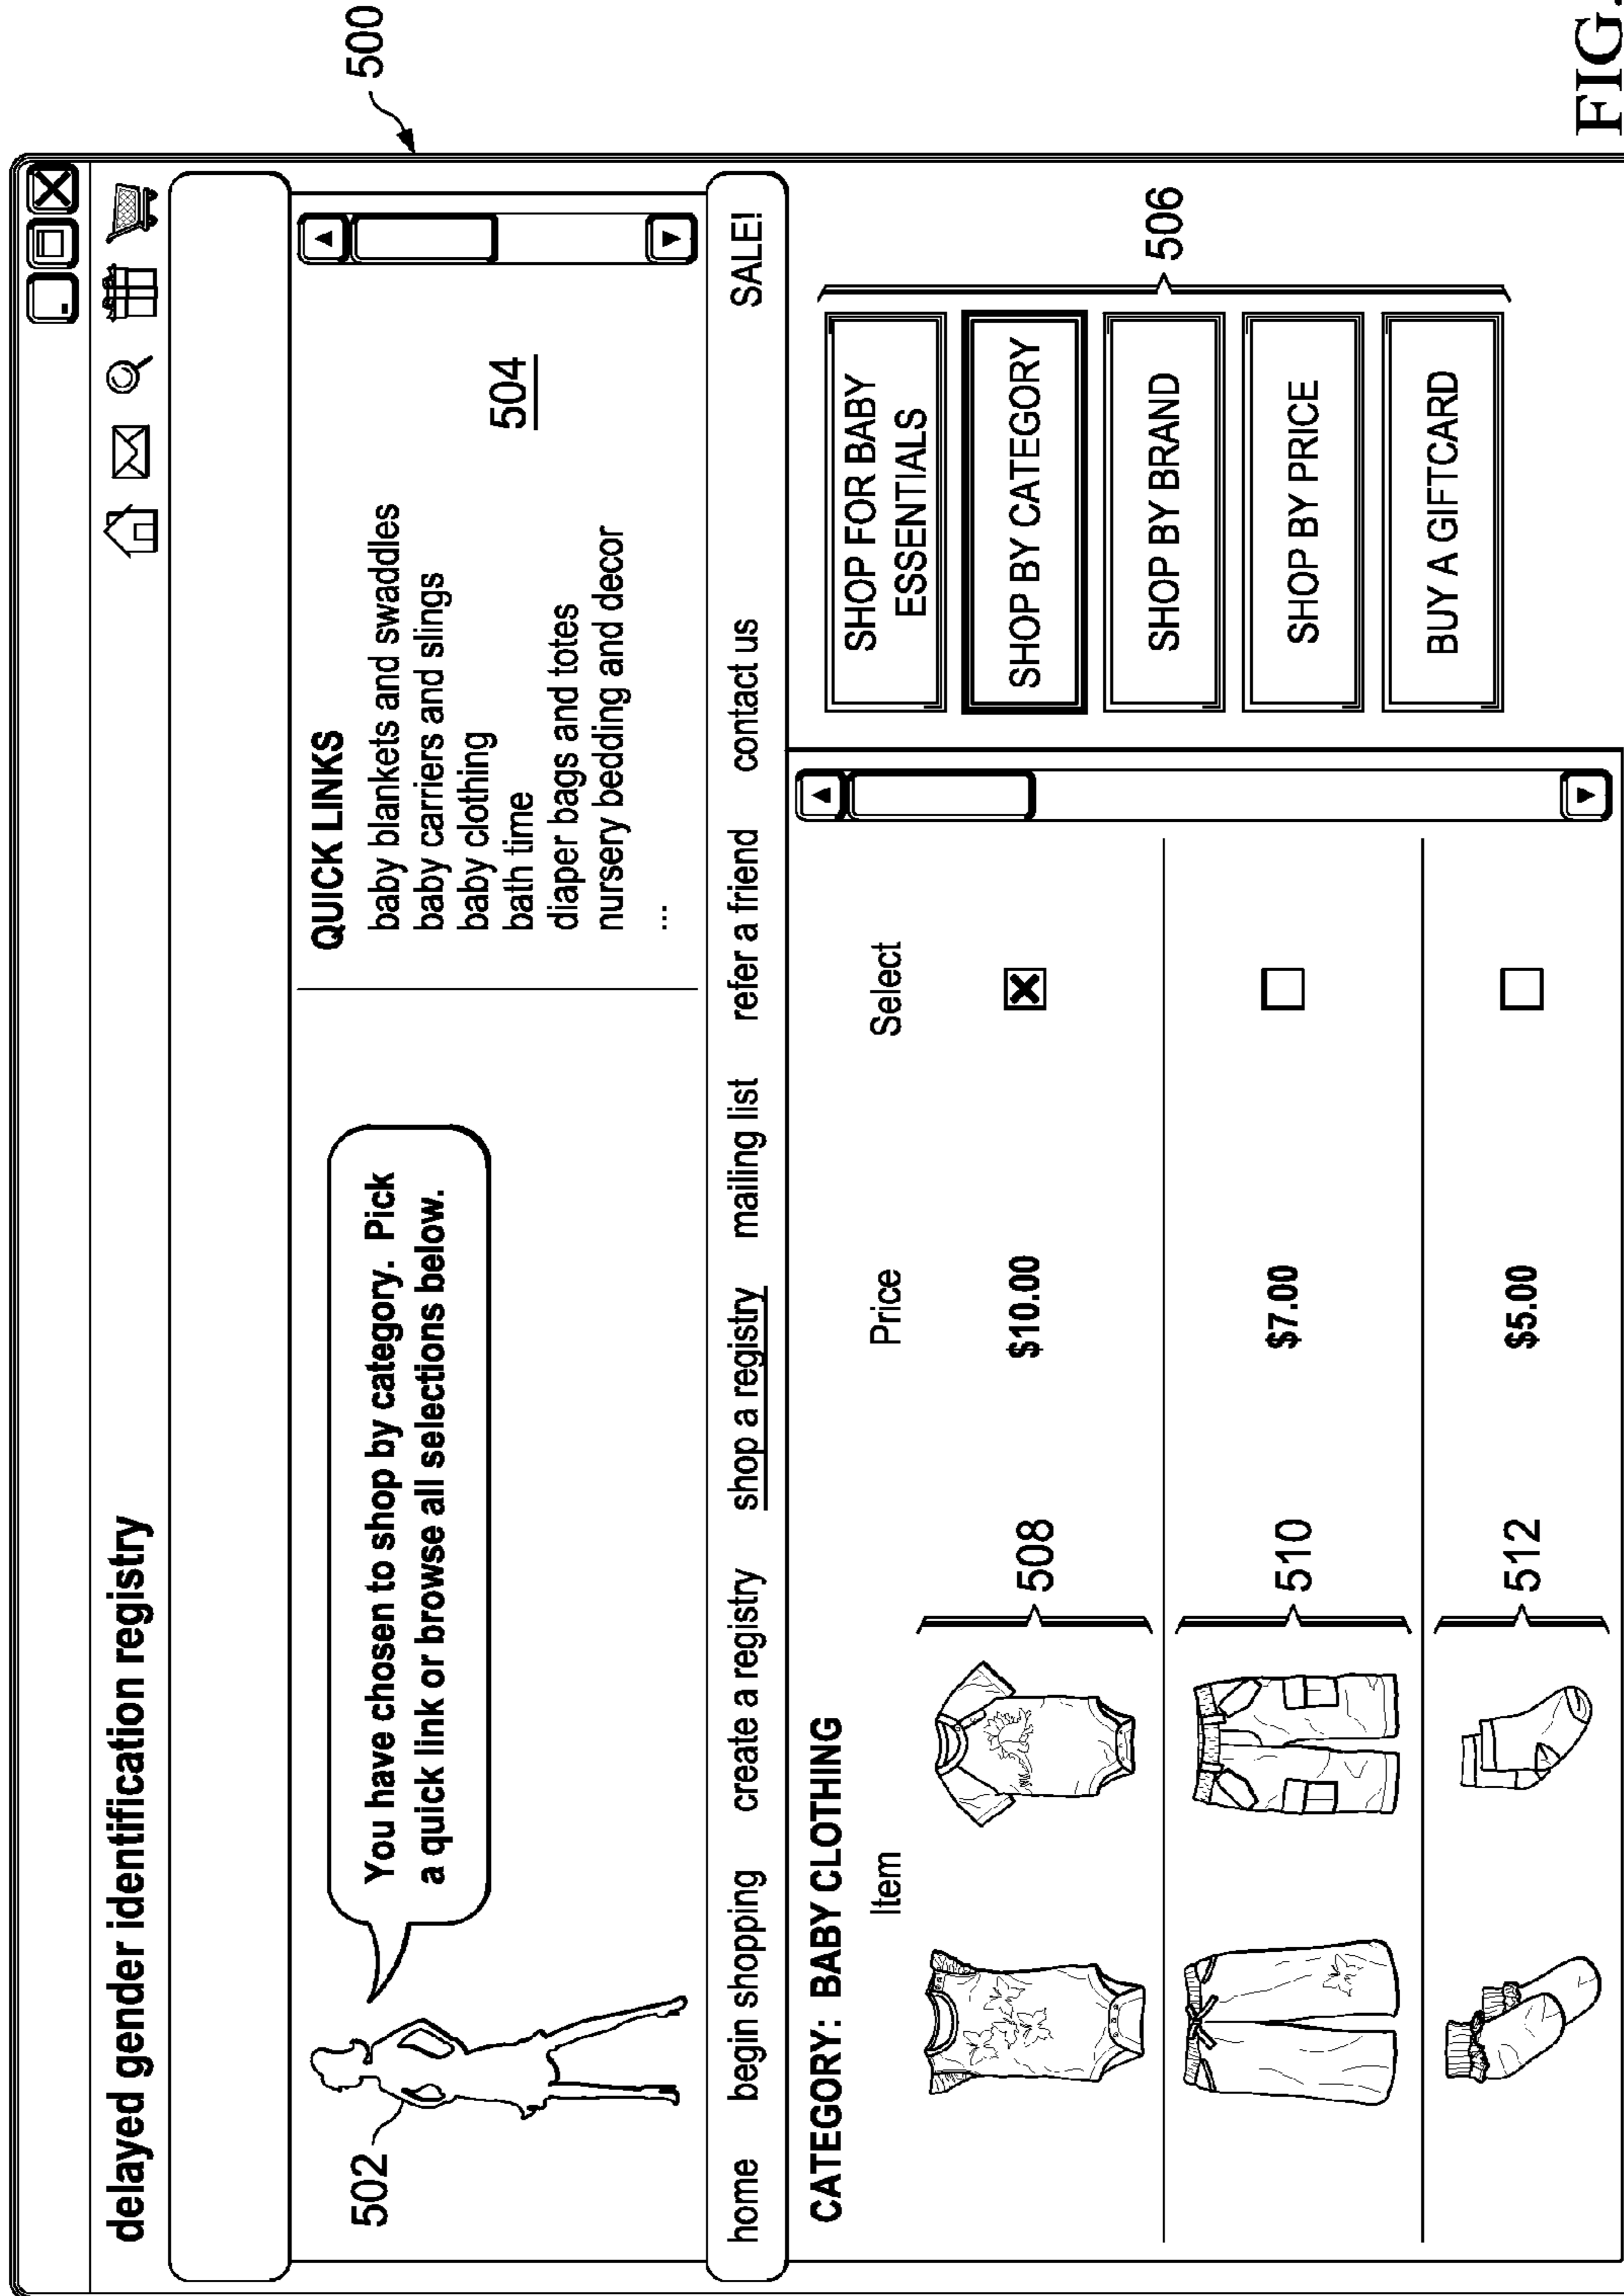 delayed gender identification registry
500
502
You have chosen to shop by category. Pick
a quick link or browse all selections below.
QUICK LINKS
baby blankets and swaddles
baby carriers and slings
baby clothing
bath time
diaper bags and totes
nursery bedding and decor
...
504
home begin shopping create a registry shop a registry mailing list refer a friend contact us SALE!
CATEGORY: BABY CLOTHING
Item Price Select
508 $10.00
510 $7.00
512 $5.00
SHOP FOR BABY
ESSENTIALS
SHOP BY CATEGORY
SHOP BY BRAND
SHOP BY PRICE
BUY A GIFTCARD
506
FIG.